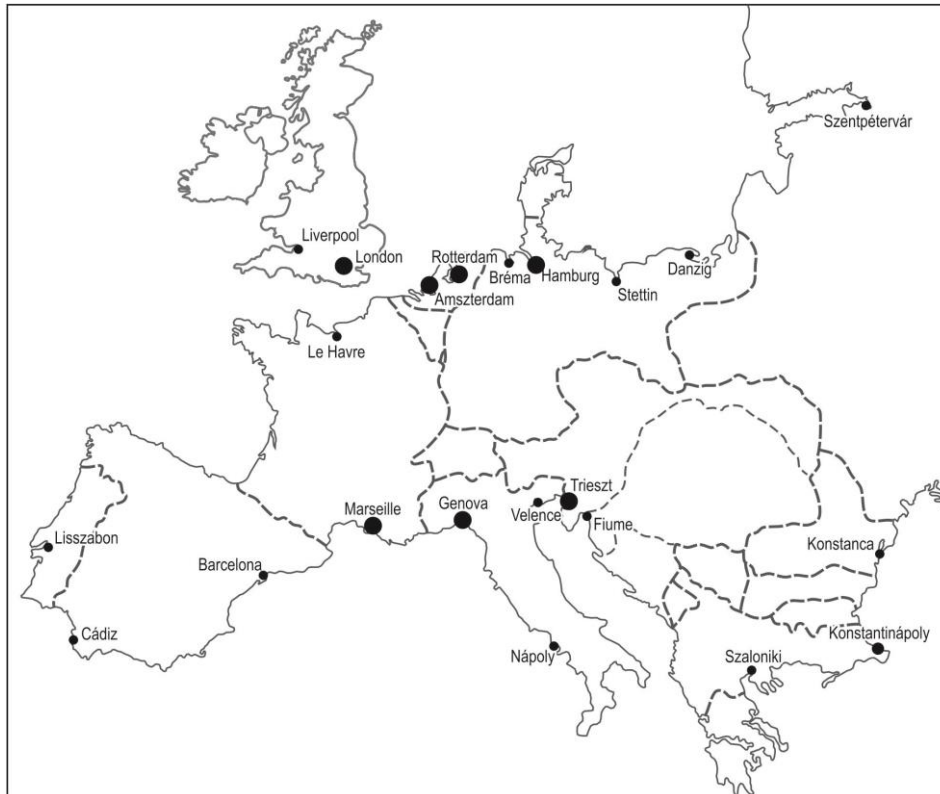 Szentpétervár
Liverpool
London
Rotterdam
Bréma
Hamburg
Danzig
Amszterdam
Stettin
Le Havre
Trieszt
Marseille
Genova
Velence
Fiume
Lisszabon
Konstanca
Barcelona
Cádiz
Konstantinápoly
Nápoly
Szaloniki